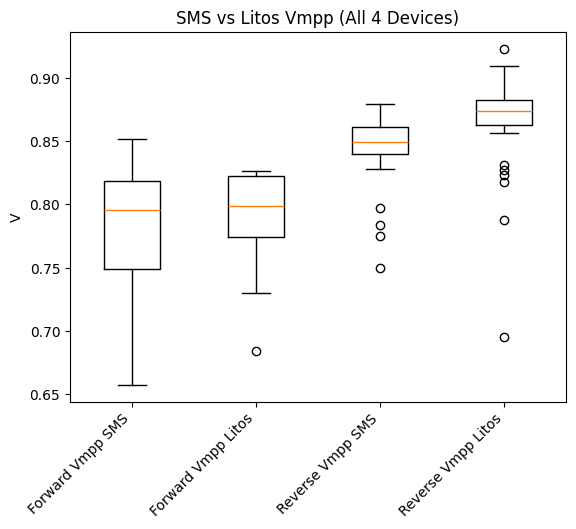 SMS vs Litos Vmpp (All 4 Devices)
V
0.90
0.85
0.80
0.75
0.70
0.65
Forward Vmpp SMS
Forward Vmpp Litos
Reverse Vmpp SMS
Reverse Vmpp Litos